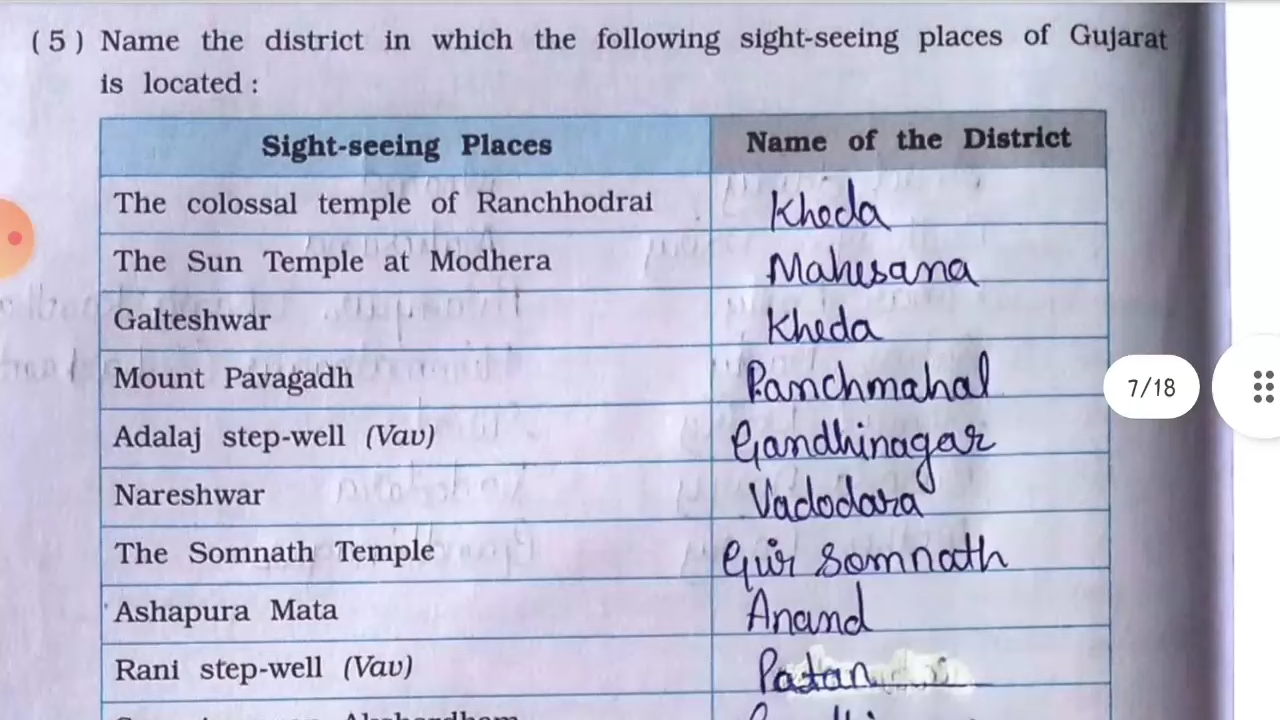 ( 5 ) Name the district in which the following sight-seeing places of Gujarat
is located :
Sight-seeing Places Name of the District
The colossal temple of Ranchhodrai Kheda
The Sun Temple at Modhera Mahesana
Galteshwar Kheda
Mount Pavagadh Panchmahal
Adalaj step-well (Vav) Gandhinagar
Nareshwar Vadodara
The Somnath Temple Guir Somnath
Ashapura Mata Anand
Rani step-well (Vav) Patan
7/18